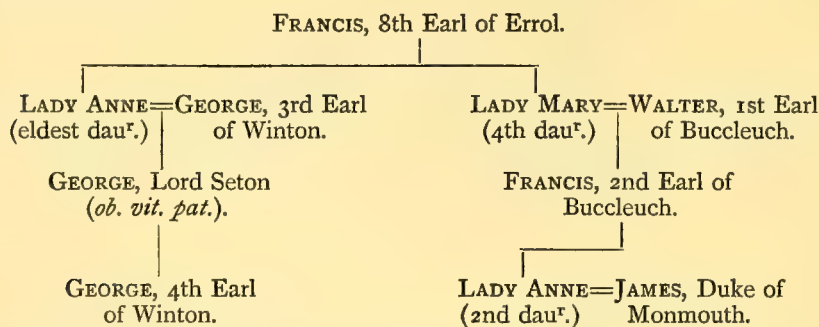 FRANCIS, 8th Earl of Errol.
LADY ANNE=GEORGE, 3rd Earl
(eldest dauʳ.) of Winton.
LADY MARY=WALTER, 1st Earl
(4th dauʳ.) of Buccleuch.
GEORGE, Lord Seton
(ob. vit. pat.).
FRANCIS, 2nd Earl of
Buccleuch.
GEORGE, 4th Earl
of Winton.
LADY ANNE=JAMES, Duke of
(2nd dauʳ.) Monmouth.